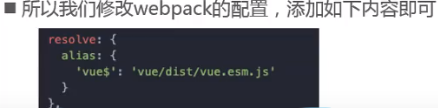 ■ 所以我们修改webpack的配置，添加如下内容即可
resolve: {
  alias: {
    'vue$': 'vue/dist/vue.esm.js'
  }
},